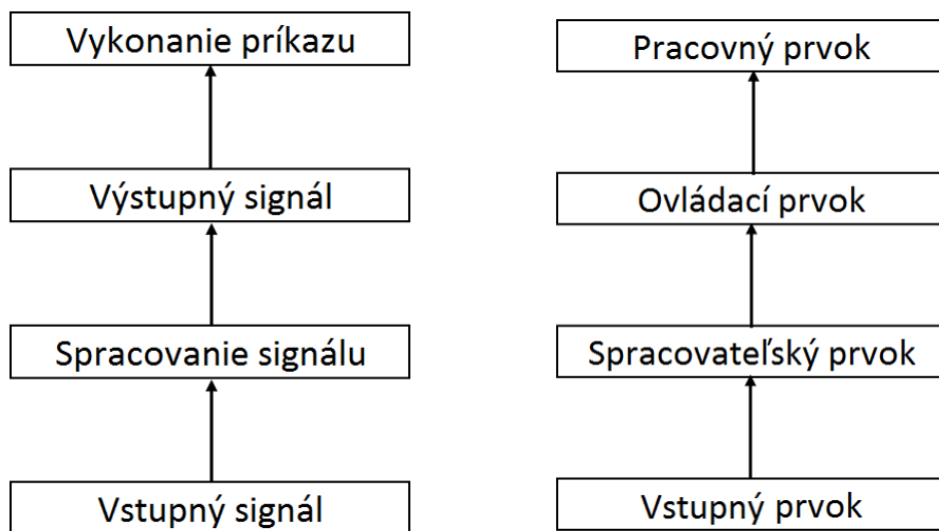 Vykonanie príkazu
Výstupný signál
Spracovanie signálu
Vstupný signál
Pracovný prvok
Ovládací prvok
Spracovateľský prvok
Vstupný prvok